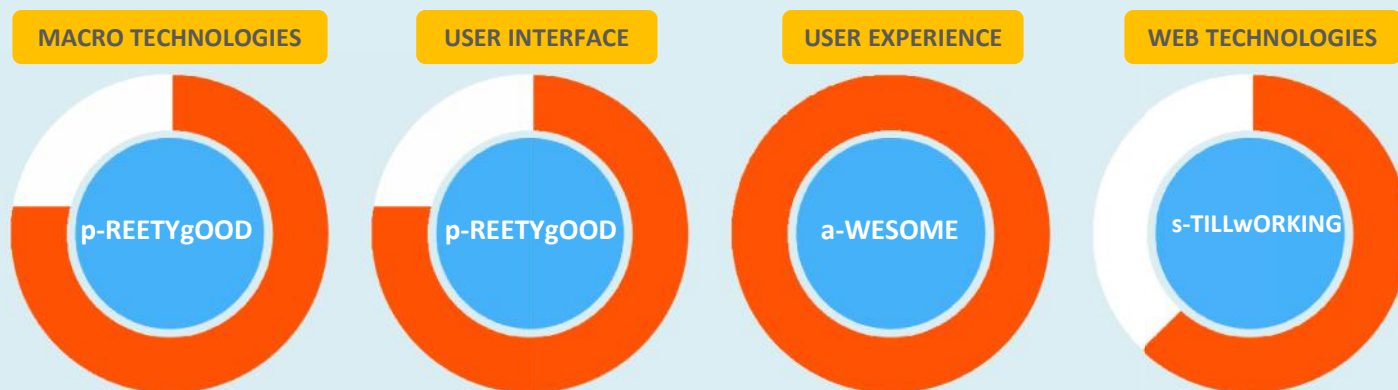 MACRO TECHNOLOGIES
USER INTERFACE
USER EXPERIENCE
WEB TECHNOLOGIES
p-REETYgOOD
p-REETYgOOD
a-WESOME
s-TILLwORKING